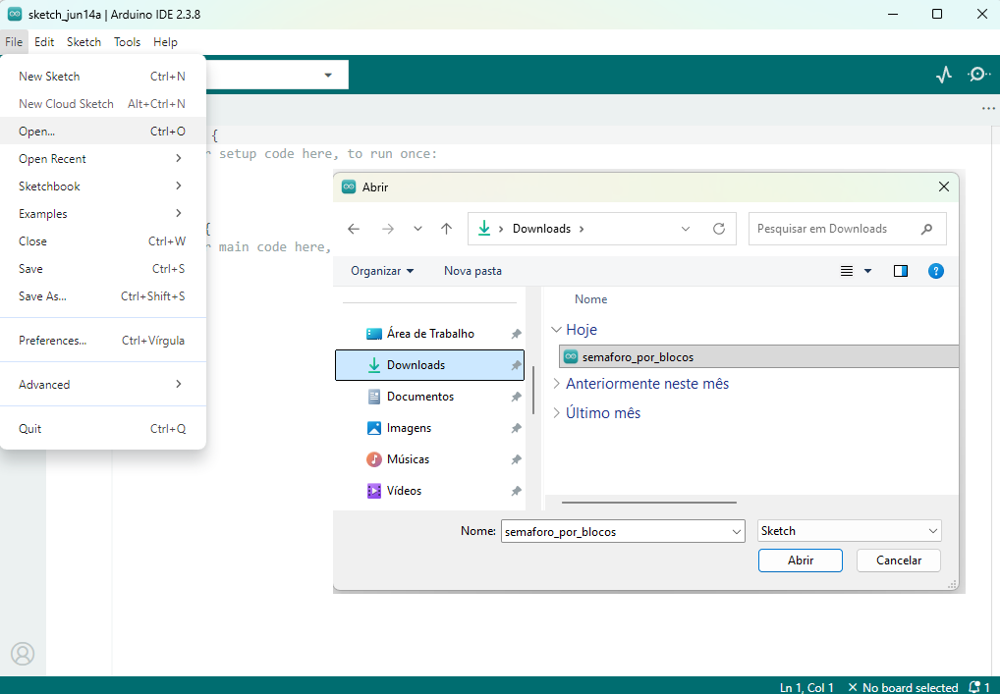 sketch_jun14a | Arduino IDE 2.3.8
File Edit Sketch Tools Help
New Sketch Ctrl+N
New Cloud Sketch Alt+Ctrl+N
Open... Ctrl+O
Open Recent
Sketchbook
Examples
Close Ctrl+W
Save Ctrl+S
Save As... Ctrl+Shift+S
Preferences... Ctrl+Vírgula
Advanced
Quit Ctrl+Q
{
r setup code here, to run once:
{
r main code here,
Abrir
Downloads
Pesquisar em Downloads
Organizar Nova pasta
Área de Trabalho
Downloads
Documentos
Imagens
Músicas
Vídeos
Nome
Hoje
semaforo_por_blocos
Anteriormente neste mês
Último mês
Nome: semaforo_por_blocos Sketch
Abrir Cancelar
Ln 1, Col 1 × No board selected 1